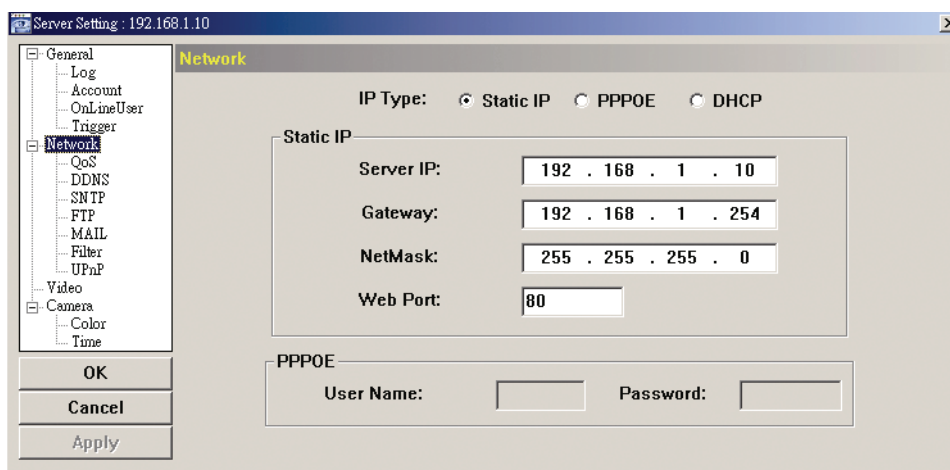 Server Setting : 192.168.1.10
General
Log
Account
OnLineUser
Trigger
Network
QoS
DDNS
SNTP
FTP
MAIL
Filter
UPnP
Video
Camera
Color
Time
OK
Cancel
Apply
Network
IP Type: Static IP PPPOE DHCP
Static IP
Server IP: 192 . 168 . 1 . 10
Gateway: 192 . 168 . 1 . 254
NetMask: 255 . 255 . 255 . 0
Web Port: 80
PPPOE
User Name: Password: